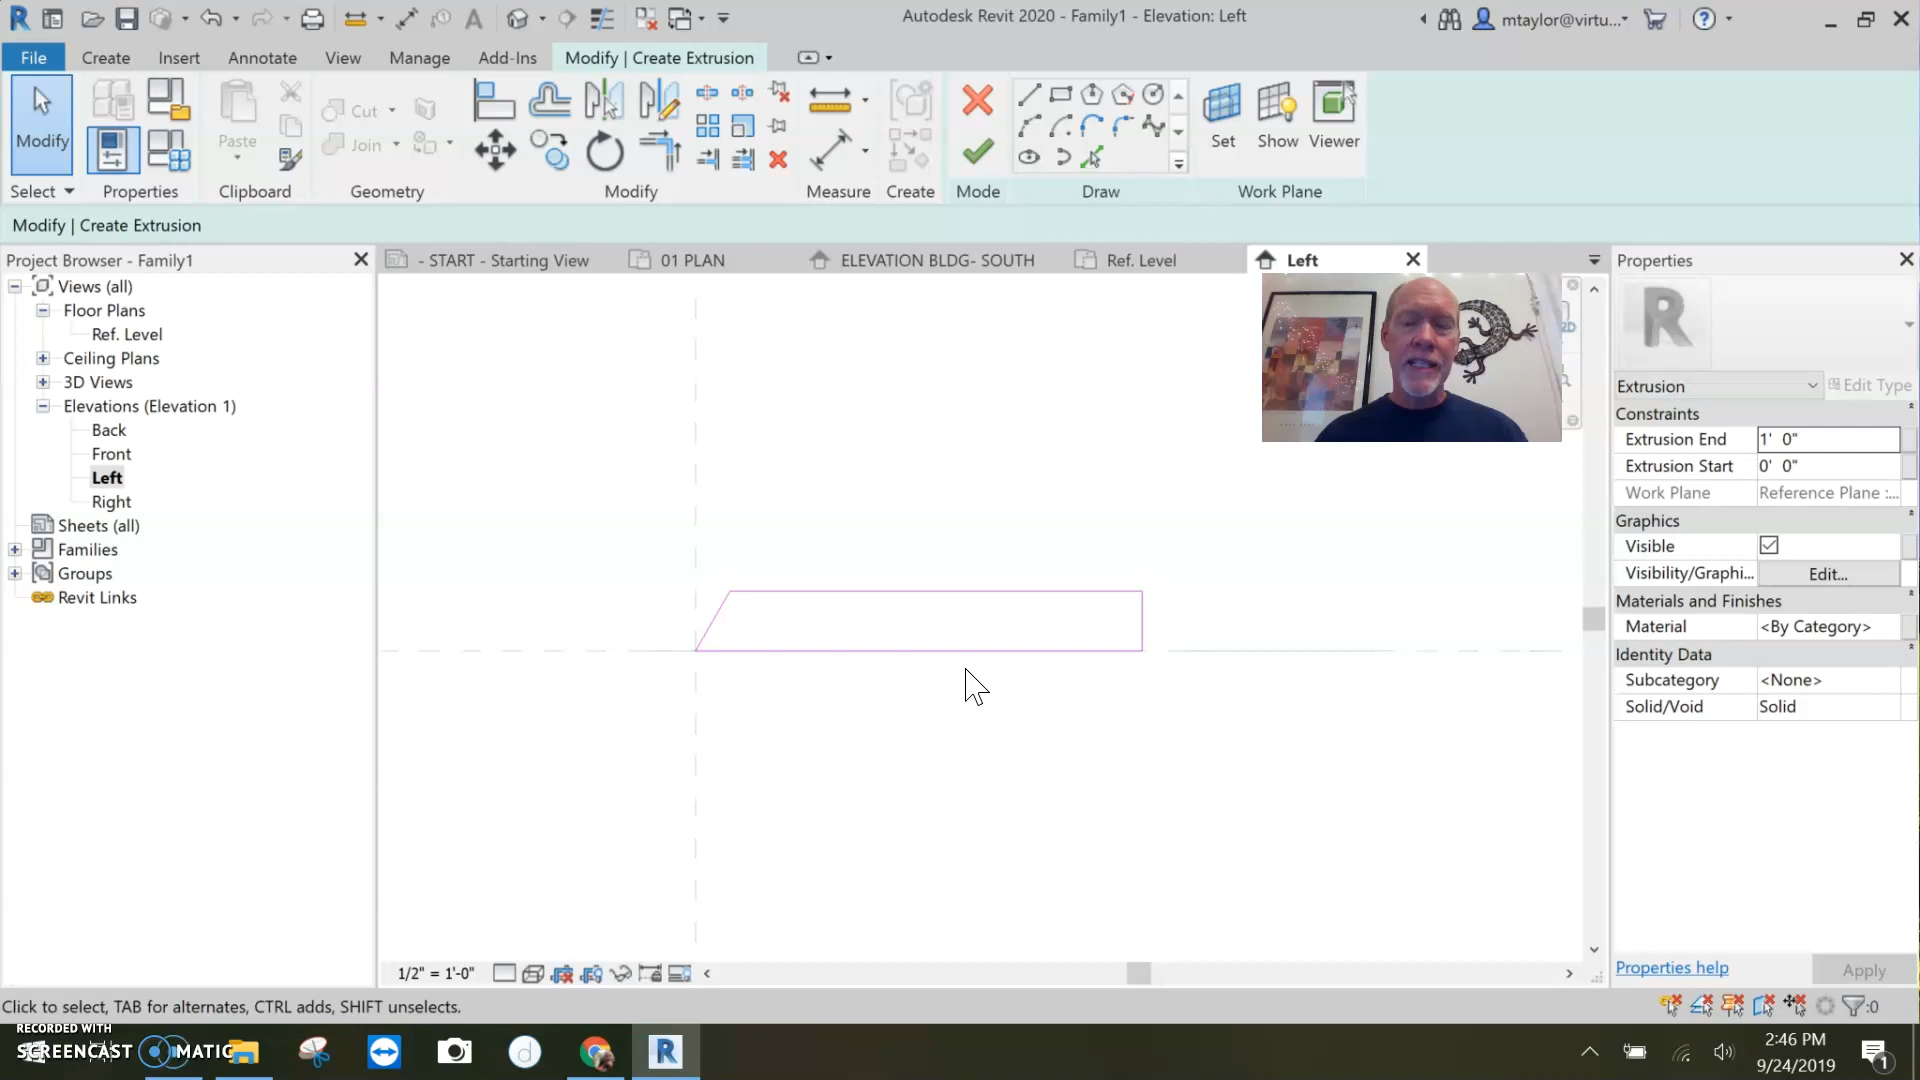 Autodesk Revit 2020 - Family1 - Elevation: Left
mtaylor@virtu...
File
Create
Insert
Annotate
View
Manage
Add-Ins
Modify | Create Extrusion
Modify
Paste
Cut
Join
Set
Show
Viewer
Select
Properties
Clipboard
Geometry
Modify
Measure
Create
Mode
Draw
Work Plane
Modify | Create Extrusion
Project Browser - Family1
Views (all)
Floor Plans
Ref. Level
Ceiling Plans
3D Views
Elevations (Elevation 1)
Back
Front
Left
Right
Sheets (all)
Families
Groups
Revit Links
- START - Starting View
01 PLAN
ELEVATION BLDG- SOUTH
Ref. Level
Left
Properties
R
Extrusion
Edit Type
Constraints
Extrusion End 1' 0"
Extrusion Start 0' 0"
Work Plane Reference Plane :...
Graphics
Visible
Visibility/Graphi... Edit...
Materials and Finishes
Material <By Category>
Identity Data
Subcategory <None>
Solid/Void Solid
Properties help
Apply
1/2" = 1'-0"
Click to select, TAB for alternates, CTRL adds, SHIFT unselects.
:0
RECORDED WITH
SCREENCAST MATIC
2:46 PM
9/24/2019
1